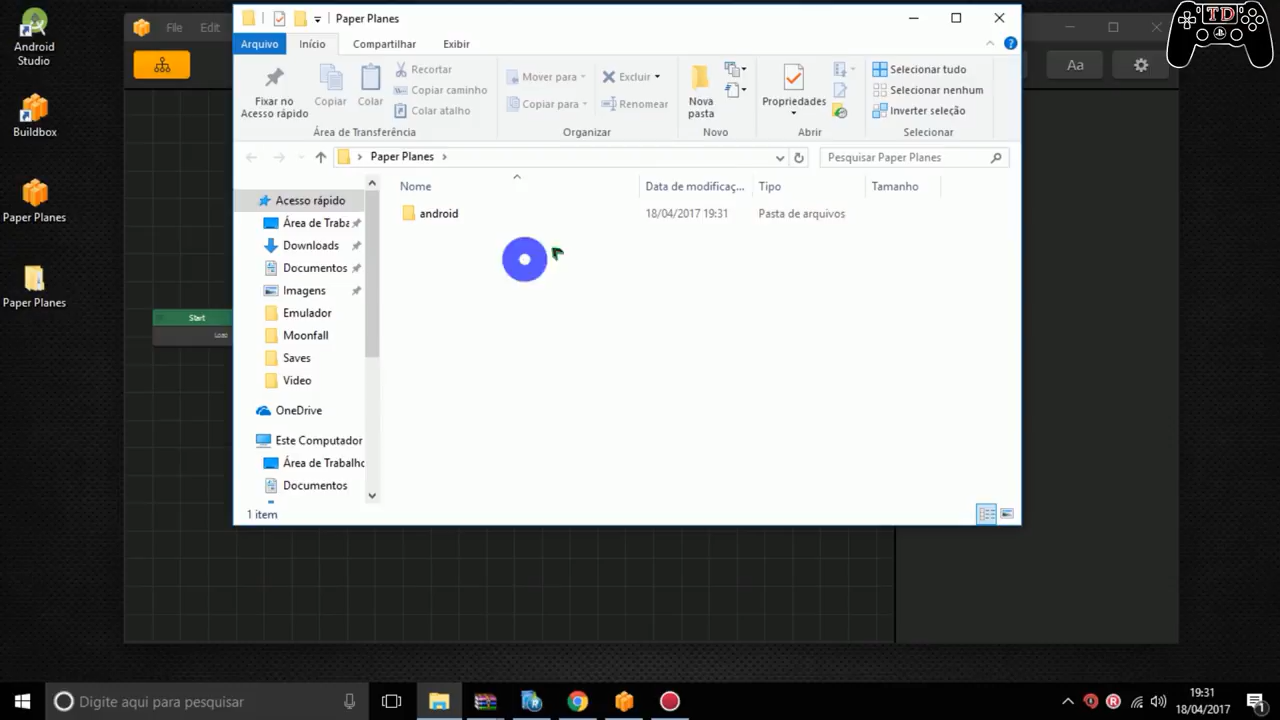 Android
Studio
Buildbox
Paper Planes
Paper Planes
File Edit
Aa
TD
Paper Planes
Arquivo Início Compartilhar Exibir
Fixar no
Acesso rápido
Copiar
Colar
Recortar
Copiar caminho
Colar atalho
Área de Transferência
Mover para
Copiar para
Excluir
Renomear
Organizar
Nova
pasta
Novo
Propriedades
Abrir
Selecionar tudo
Selecionar nenhum
Inverter seleção
Selecionar
Paper Planes
Pesquisar Paper Planes
Nome Data de modificaç... Tipo Tamanho
android 18/04/2017 19:31 Pasta de arquivos
Acesso rápido
Área de Traba
Downloads
Documentos
Imagens
Emulador
Moonfall
Saves
Video
OneDrive
Este Computador
Área de Trabalho
Documentos
1 item
Start
Load
Digite aqui para pesquisar
19:31
18/04/2017
1